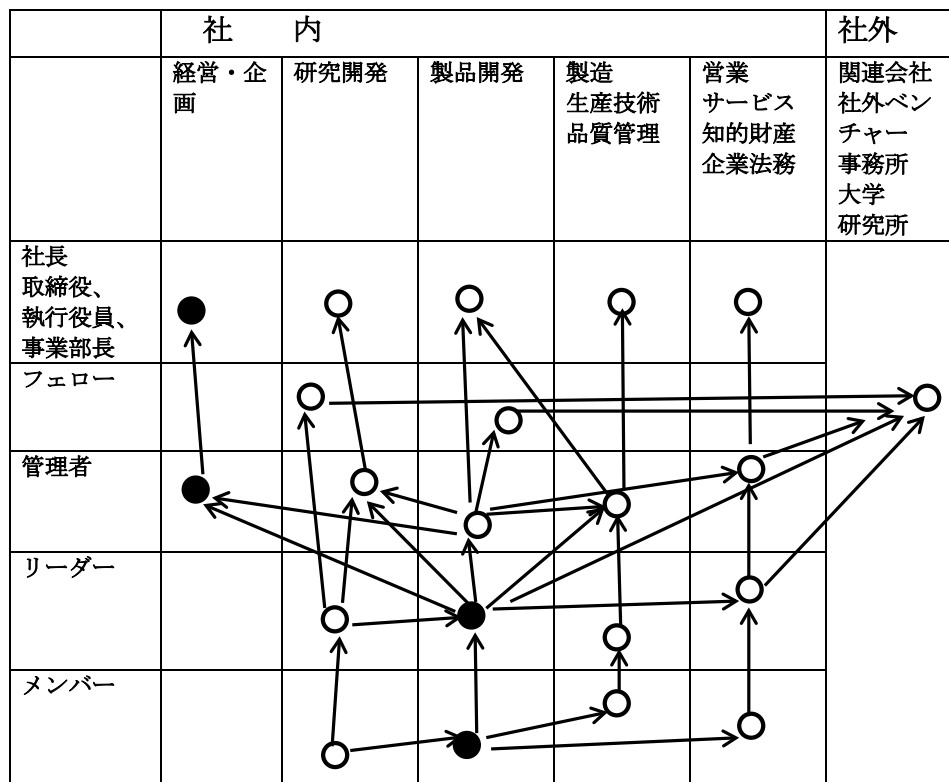 社　内
社外
経営・企
画
研究開発
製品開発
製造
生産技術
品質管理
営業
サービス
知的財産
企業法務
関連会社
社外ベン
チャー
事務所
大学
研究所
社長
取締役、
執行役員、
事業部長
フェロー
管理者
リーダー
メンバー